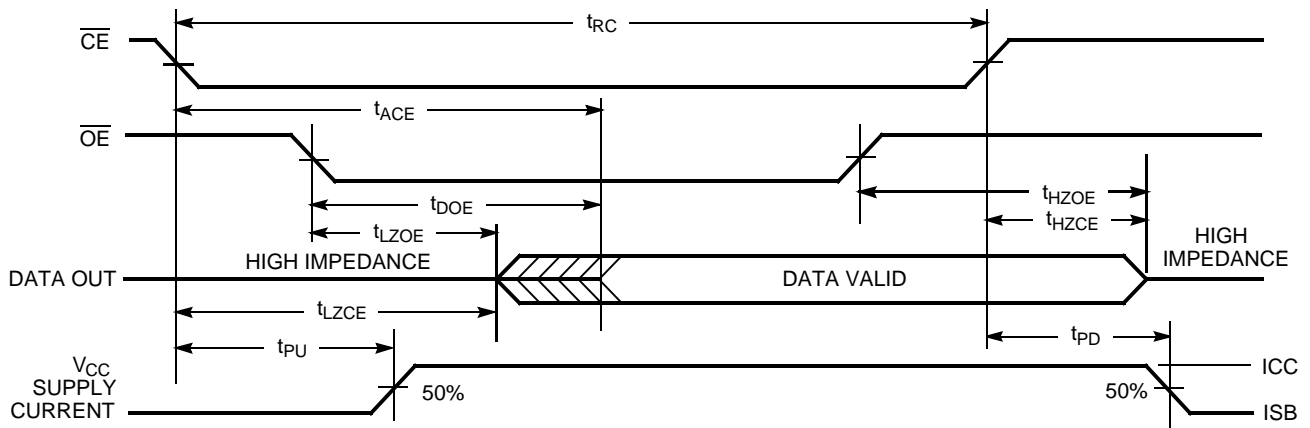 tRC
CE
tACE
OE
tDOE
tHZOE
tLZOE
tHZCE
HIGH IMPEDANCE
HIGH
IMPEDANCE
DATA OUT
DATA VALID
tLZCE
tPU
tPD
VCC
SUPPLY
CURRENT
50%
50%
ICC
ISB